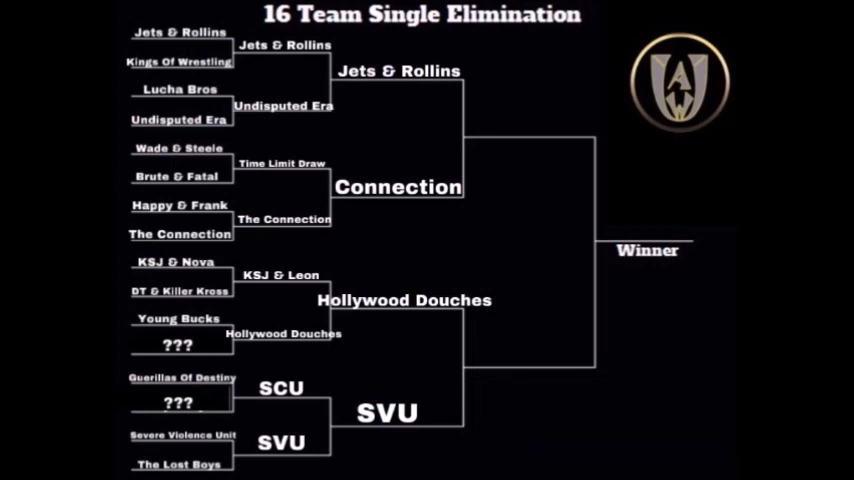 16 Team Single Elimination
Jets & Rollins
Kings Of Wrestling
Lucha Bros
Undisputed Era
Wade & Steele
Brute & Fatal
Happy & Frank
The Connection
KSJ & Nova
DT & Killer Kross
Young Bucks
???
Guerillas Of Destiny
???
Severe Violence Unit
The Lost Boys
Jets & Rollins
Undisputed Era
Time Limit Draw
The Connection
KSJ & Leon
Hollywood Douches
SCU
SVU
Jets & Rollins
Connection
Hollywood Douches
SVU
Winner